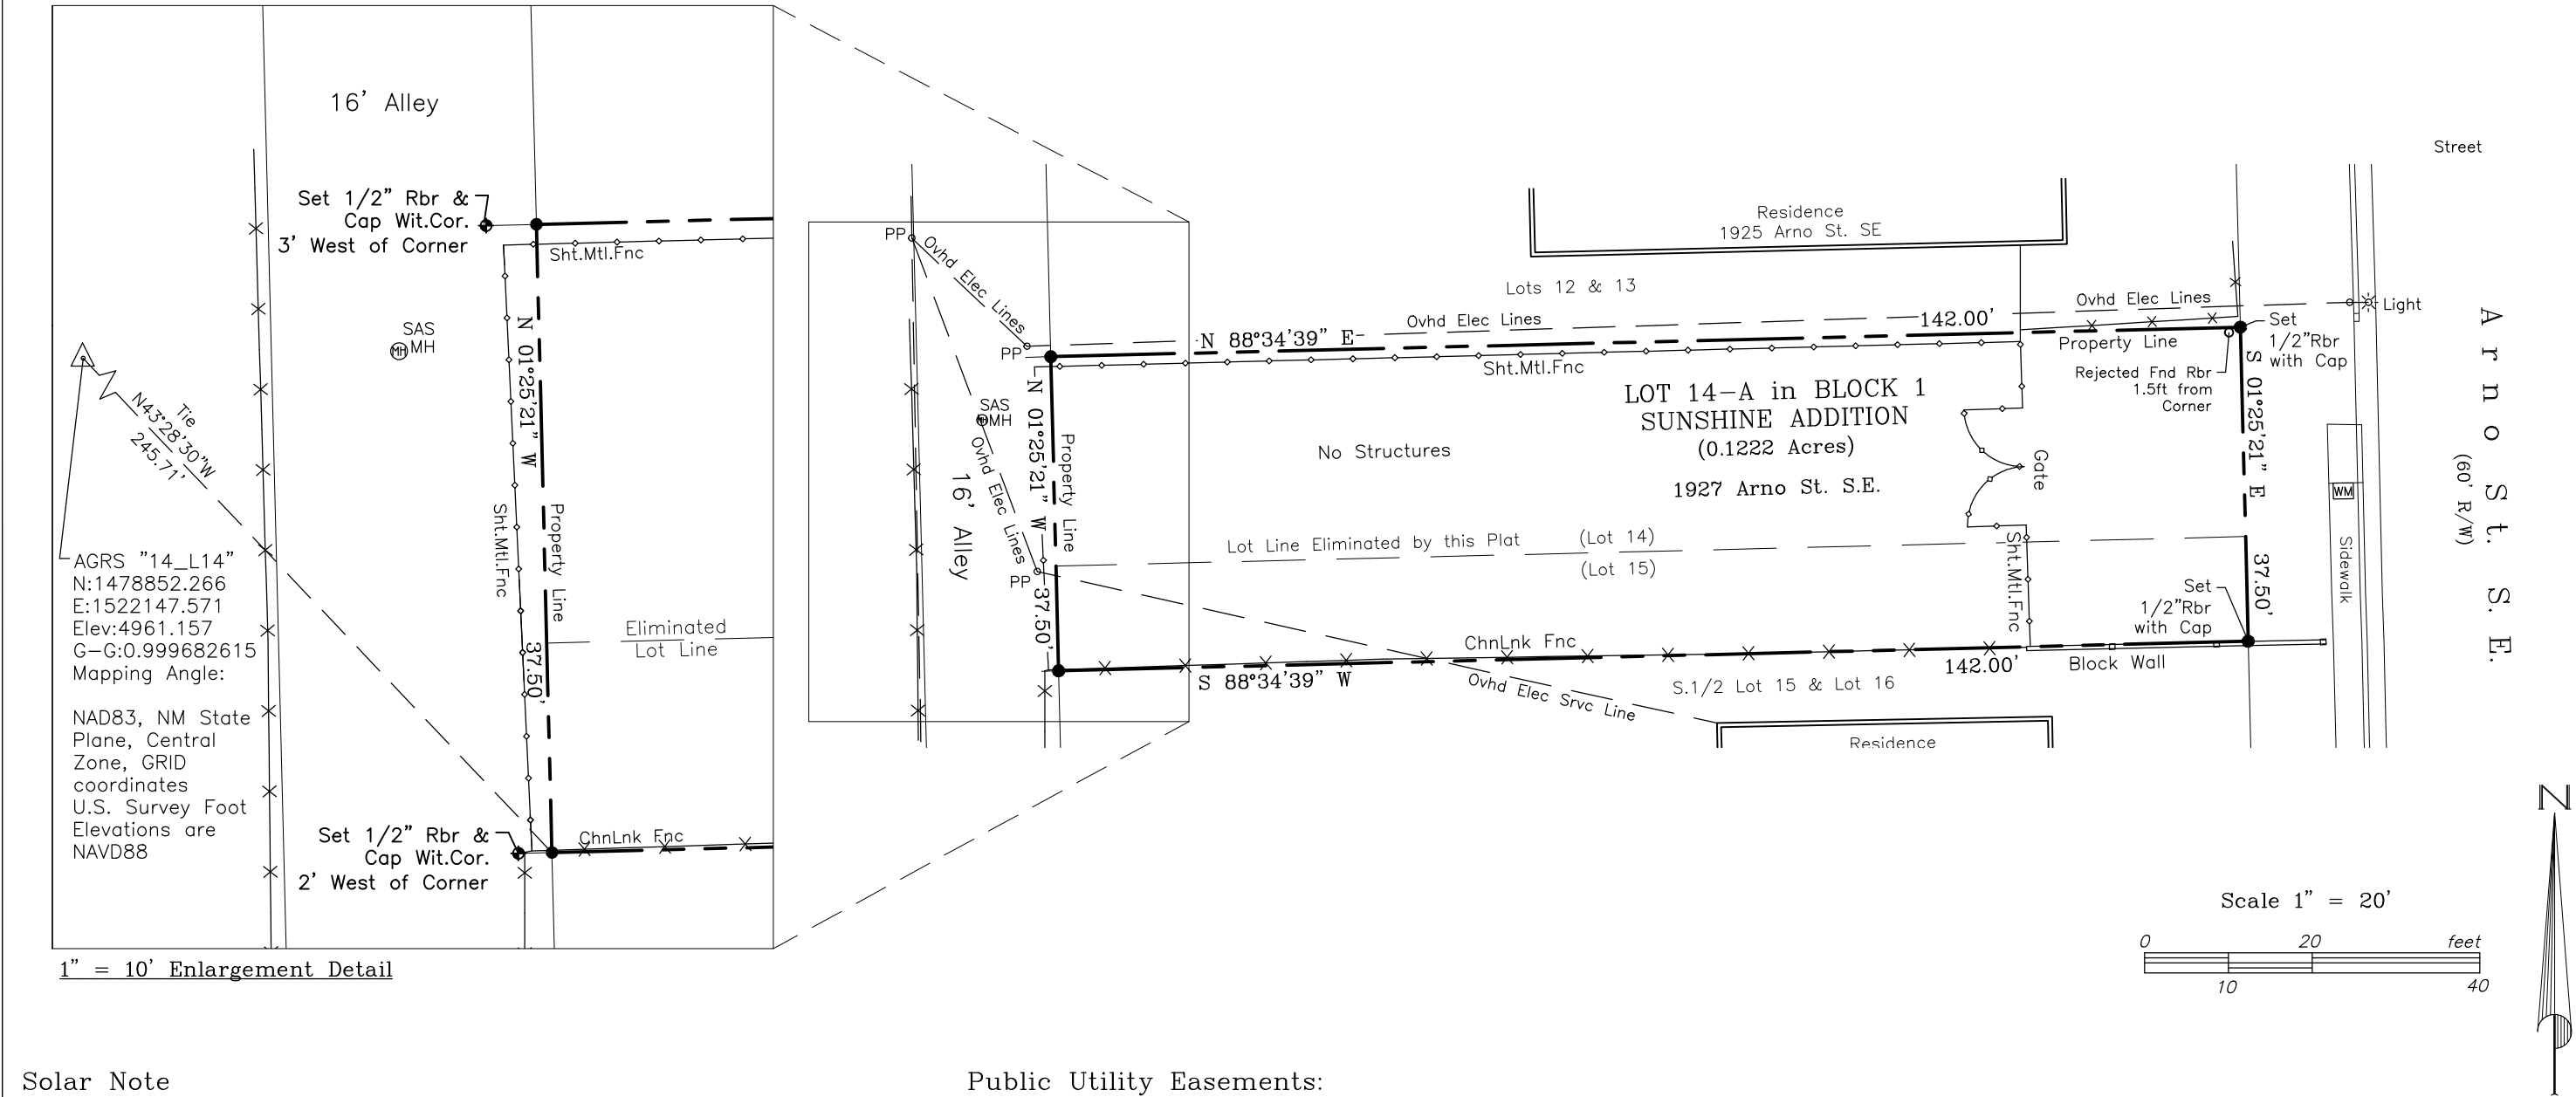 16' Alley
Set 1/2" Rbr &
Cap Wit.Cor.
3' West of Corner
Sht.Mtl.Fnc
SAS
MH
MH
N 01°25'21" W
Tie
N43°28'30"W
245.71'
Sht.Mtl.Fnc
Property Line
37.50'
AGRS "14_L14"
N:1478852.266
E:1522147.571
Elev:4961.157
G-G:0.999682615
Mapping Angle:
NAD83, NM State
Plane, Central
Zone, GRID
coordinates
U.S. Survey Foot
Elevations are
NAVD88
Eliminated
Lot Line
Set 1/2" Rbr &
Cap Wit.Cor.
2' West of Corner
ChnLnk Fnc
1" = 10' Enlargement Detail
PP
Ovhd Elec Lines
PP
SAS
MH
Ovhd Elec Lines
16' Alley
PP
N 01°25'21" W
Property Line
37.50'
Residence
1925 Arno St. SE
Lots 12 & 13
N 88°34'39" E
Ovhd Elec Lines
142.00'
Ovhd Elec Lines
Light
Street
Sht.Mtl.Fnc
Property Line
Set
1/2"Rbr
with Cap
Rejected Fnd Rbr
1.5ft from
Corner
LOT 14-A in BLOCK 1
SUNSHINE ADDITION
(0.1222 Acres)
1927 Arno St. S.E.
No Structures
Gate
S 01°25'21" E
37.50'
WM
Sidewalk
Arno St. S.E.
(60' R/W)
Lot Line Eliminated by this Plat
(Lot 14)
(Lot 15)
Sht.Mtl.Fnc
Set
1/2"Rbr
with Cap
ChnLnk Fnc
S 88°34'39" W
142.00'
Block Wall
Ovhd Elec Srvc Line
S.1/2 Lot 15 & Lot 16
Residence
N
Scale 1" = 20'
0 20 feet
10 40
Solar Note
Public Utility Easements: